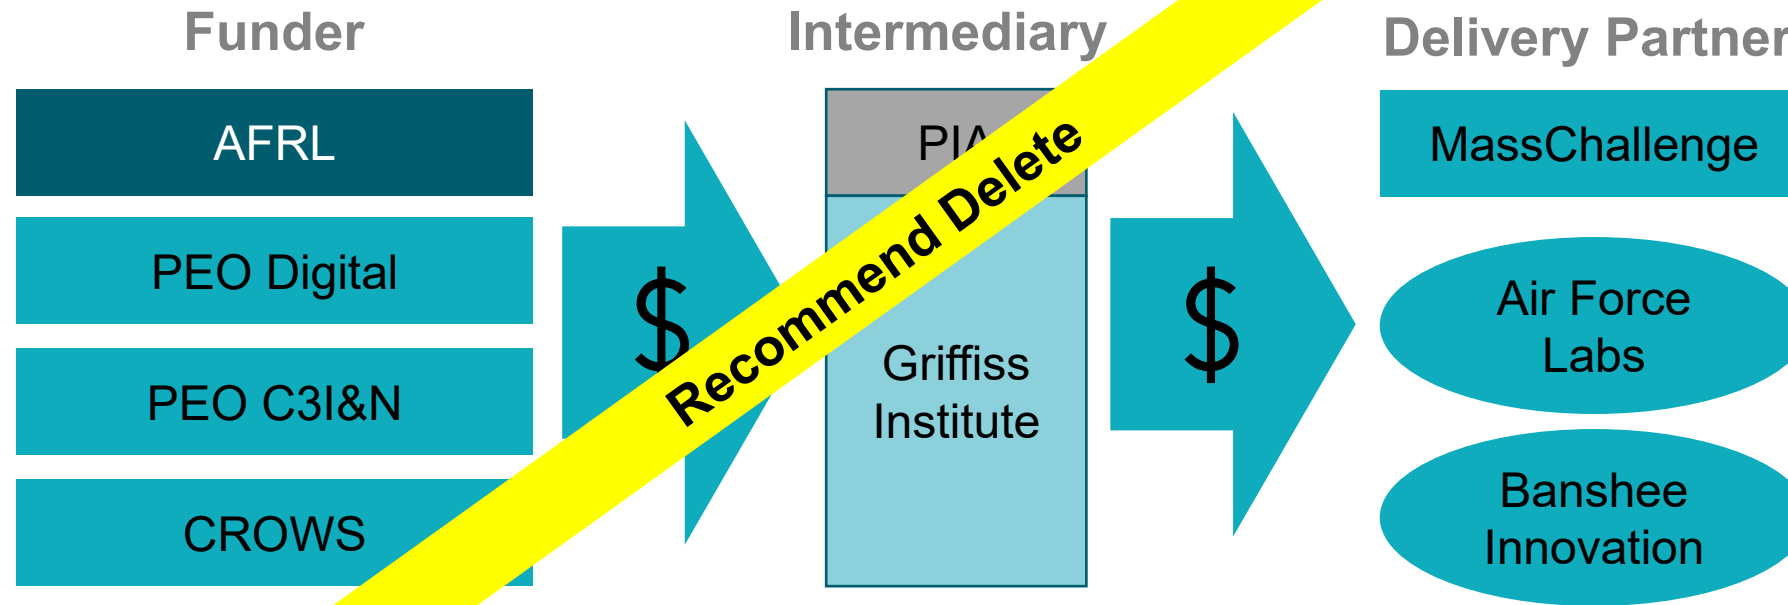 Funder
Intermediary
Delivery Partner
AFRL
PEO Digital
PEO C3I&N
CROWS
$
PIA
Griffiss
Institute
$
MassChallenge
Air Force
Labs
Banshee
Innovation
Recommend Delete